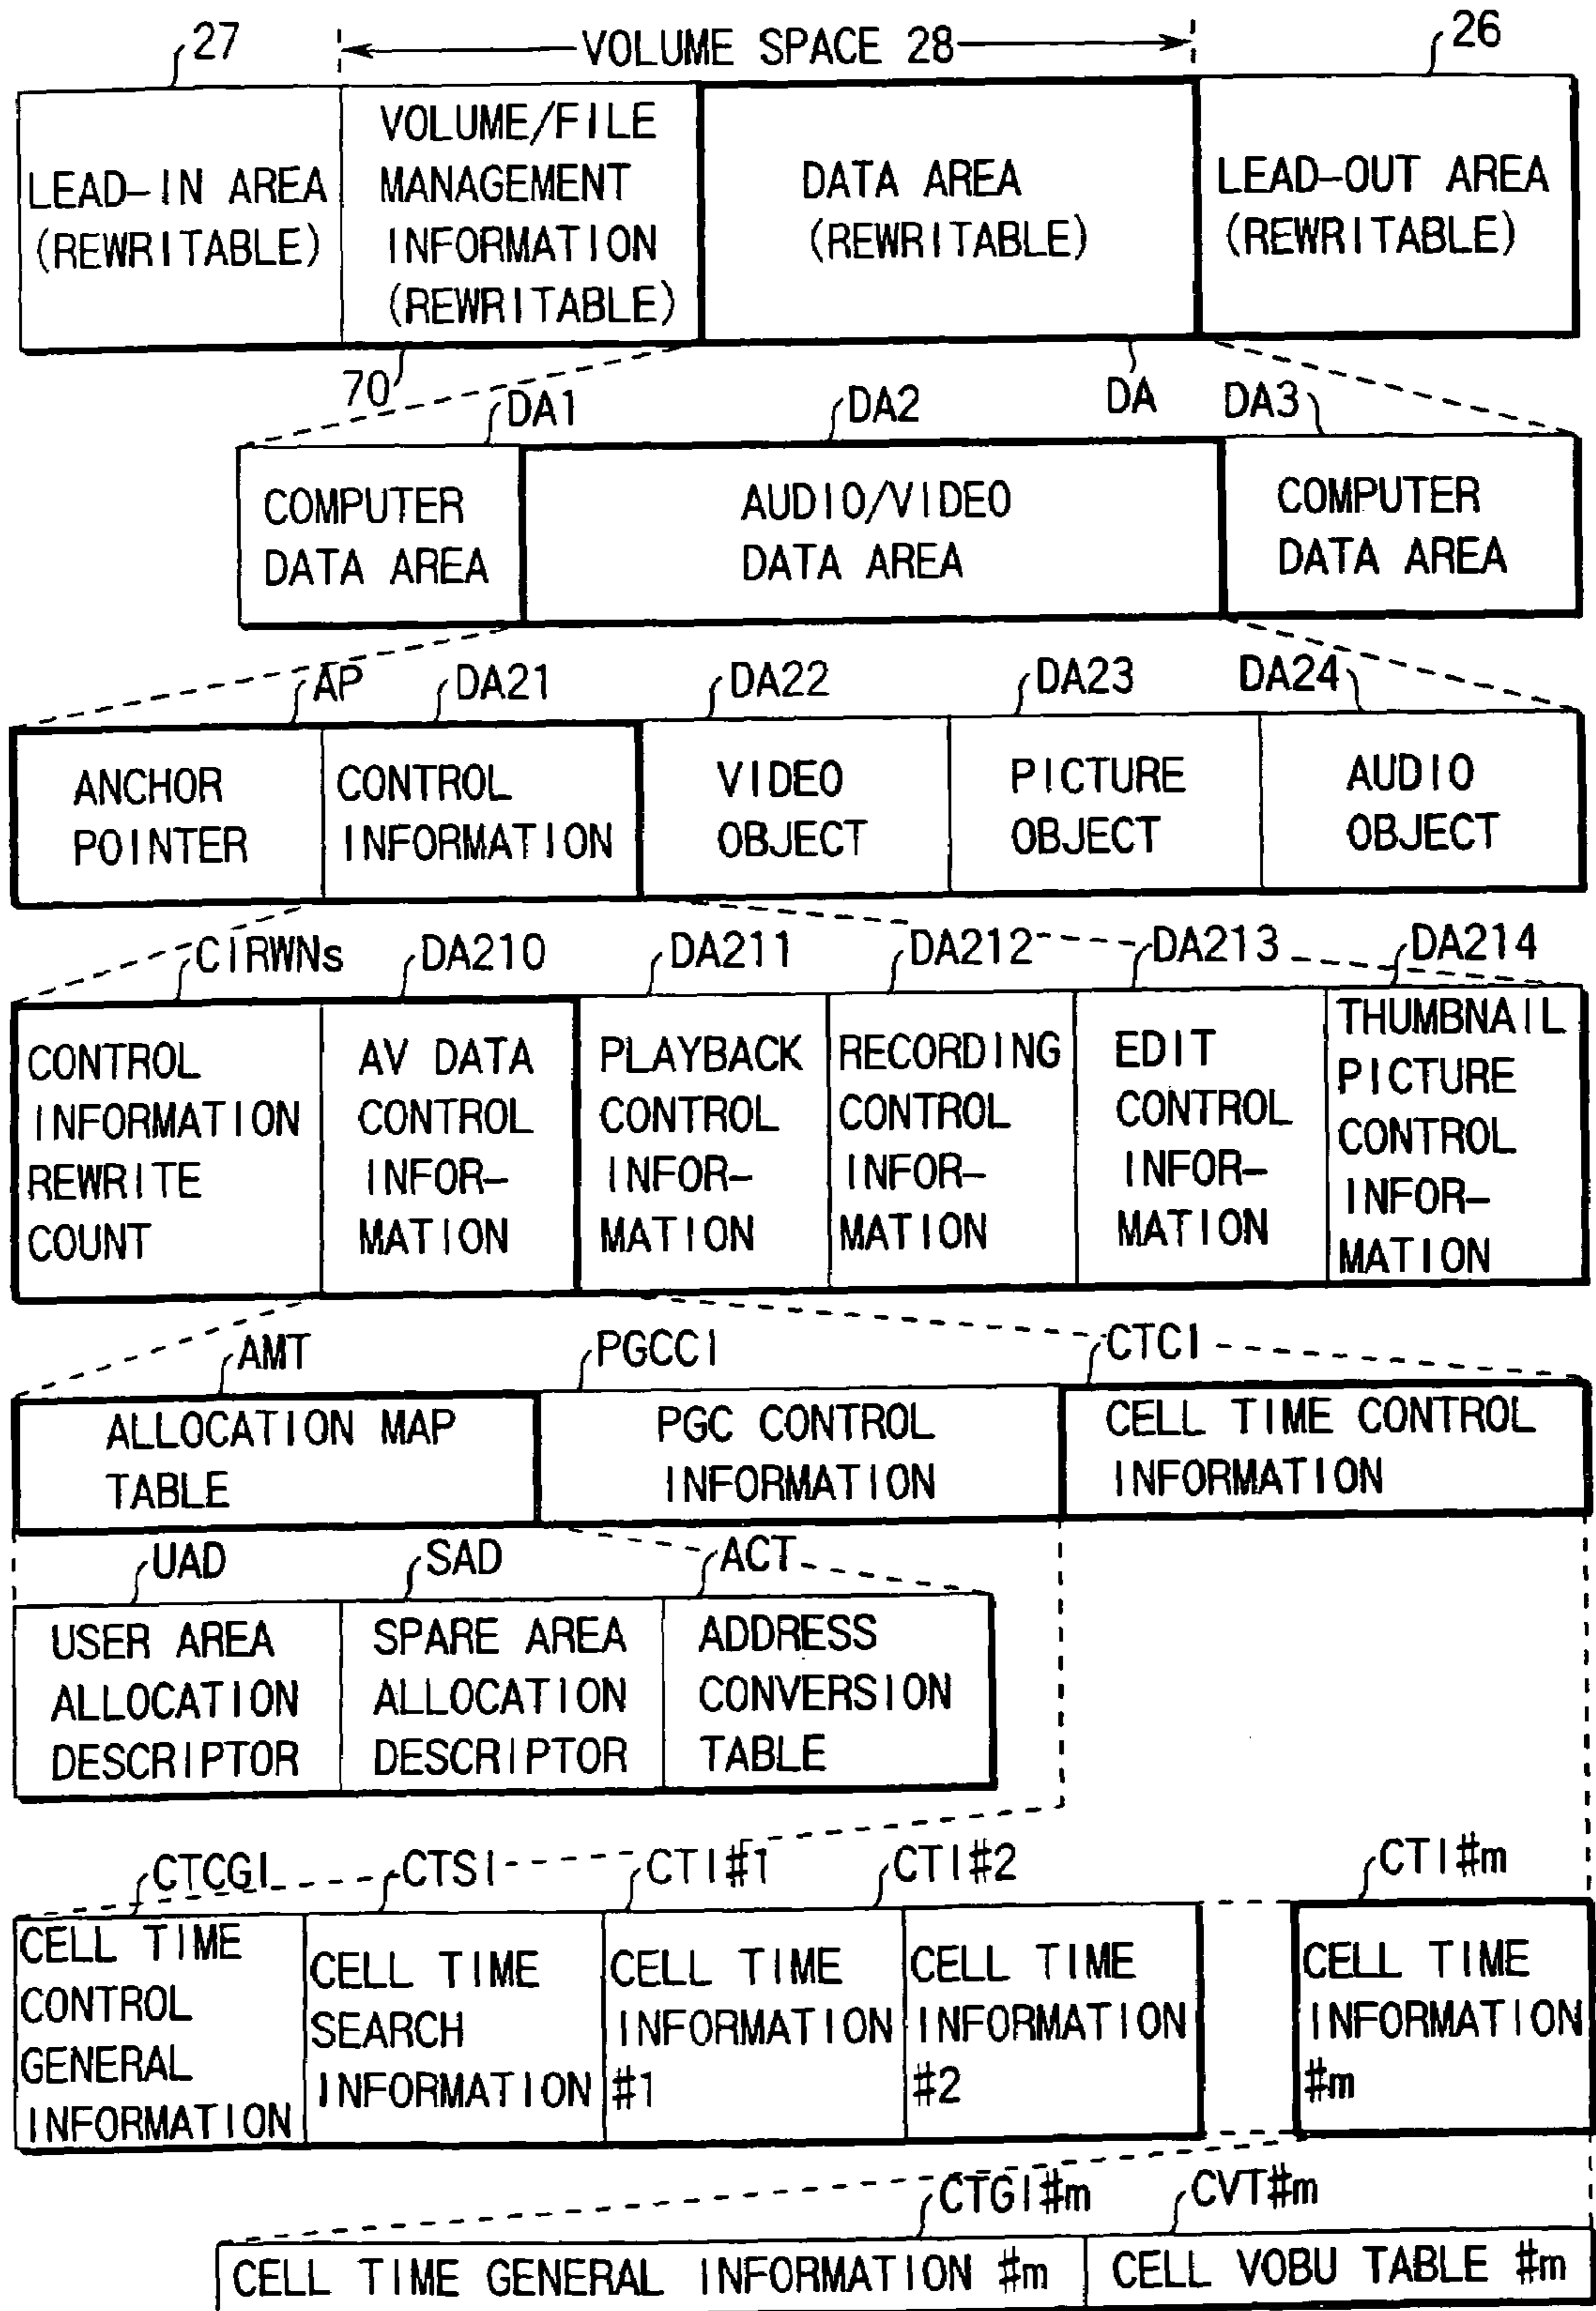 27
VOLUME SPACE 28
26
LEAD-IN AREA
(REWRITABLE)
VOLUME/FILE
MANAGEMENT
INFORMATION
(REWRITABLE)
DATA AREA
(REWRITABLE)
LEAD-OUT AREA
(REWRITABLE)
70
DA1
DA2
DA
DA3
COMPUTER
DATA AREA
AUDIO/VIDEO
DATA AREA
COMPUTER
DATA AREA
AP
DA21
DA22
DA23
DA24
ANCHOR
POINTER
CONTROL
INFORMATION
VIDEO
OBJECT
PICTURE
OBJECT
AUDIO
OBJECT
CIRWNs
DA210
DA211
DA212
DA213
DA214
CONTROL
INFORMATION
REWRITE
COUNT
AV DATA
CONTROL
INFOR-
MATION
PLAYBACK
CONTROL
INFOR-
MATION
RECORDING
CONTROL
INFOR-
MATION
EDIT
CONTROL
INFOR-
MATION
THUMBNAIL
PICTURE
CONTROL
INFOR-
MATION
AMT
PGCCI
CTCI
ALLOCATION MAP
TABLE
PGC CONTROL
INFORMATION
CELL TIME CONTROL
INFORMATION
UAD
SAD
ACT
USER AREA
ALLOCATION
DESCRIPTOR
SPARE AREA
ALLOCATION
DESCRIPTOR
ADDRESS
CONVERSION
TABLE
CTCGI
CTSI
CTI#1
CTI#2
CTI#m
CELL TIME
CONTROL
GENERAL
INFORMATION
CELL TIME
SEARCH
INFORMATION
CELL TIME
INFORMATION
#1
CELL TIME
INFORMATION
#2
CELL TIME
INFORMATION
#m
CTGI#m
CVT#m
CELL TIME GENERAL INFORMATION #m
CELL VOBU TABLE #m